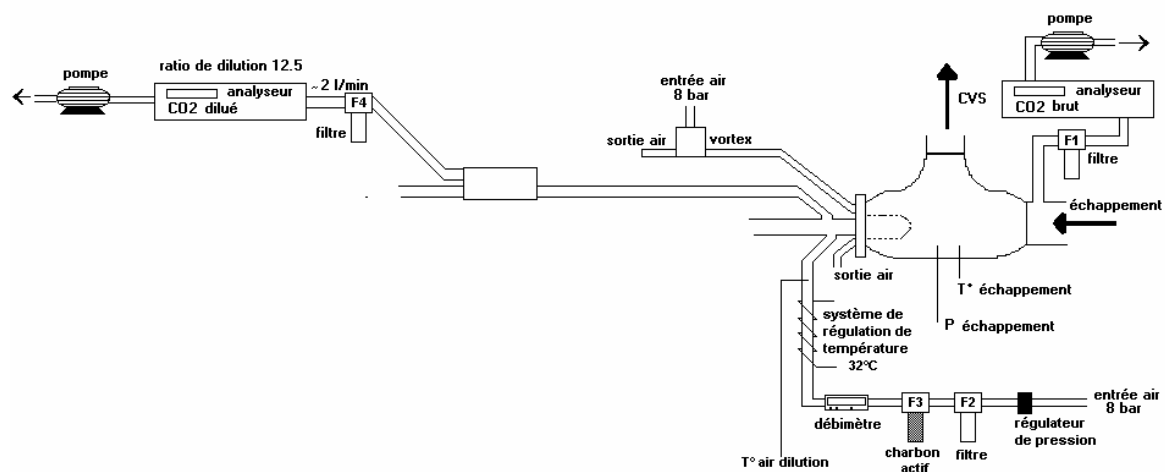 pompe
ratio de dilution 12.5
analyseur
CO2 dilué
~2 l/min
F4
filtre
entrée air
8 bar
sortie air
vortex
CVS
pompe
analyseur
CO2 brut
F1
filtre
échappement
sortie air
T° échappement
P échappement
système de
régulation de
température
32°C
T° air dilution
débimètre
F3
charbon
actif
F2
filtre
régulateur
de pression
entrée air
8 bar